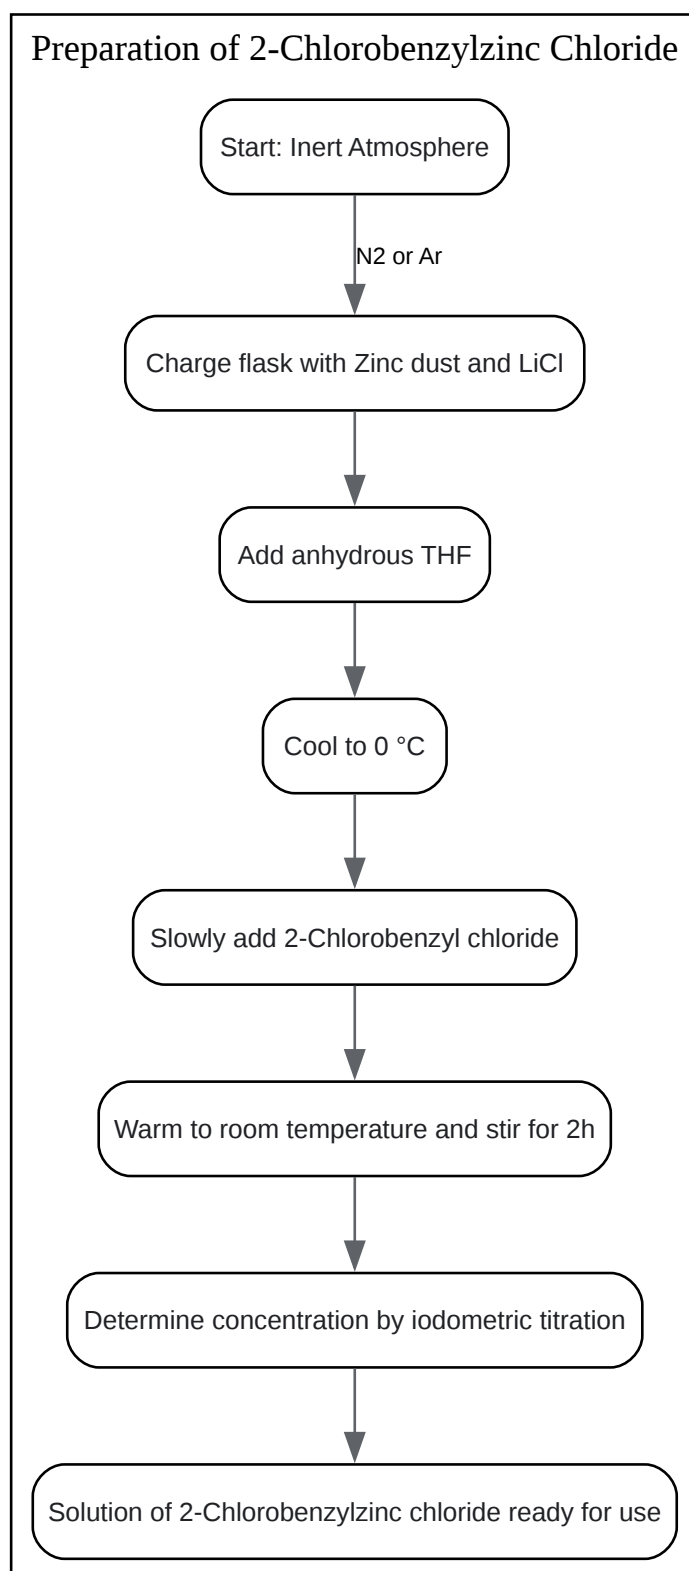 Preparation of 2-Chlorobenzylzinc Chloride
Start: Inert Atmosphere
N2 or Ar
Charge flask with Zinc dust and LiCl
Add anhydrous THF
Cool to 0 °C
Slowly add 2-Chlorobenzyl chloride
Warm to room temperature and stir for 2h
Determine concentration by iodometric titration
Solution of 2-Chlorobenzylzinc chloride ready for use